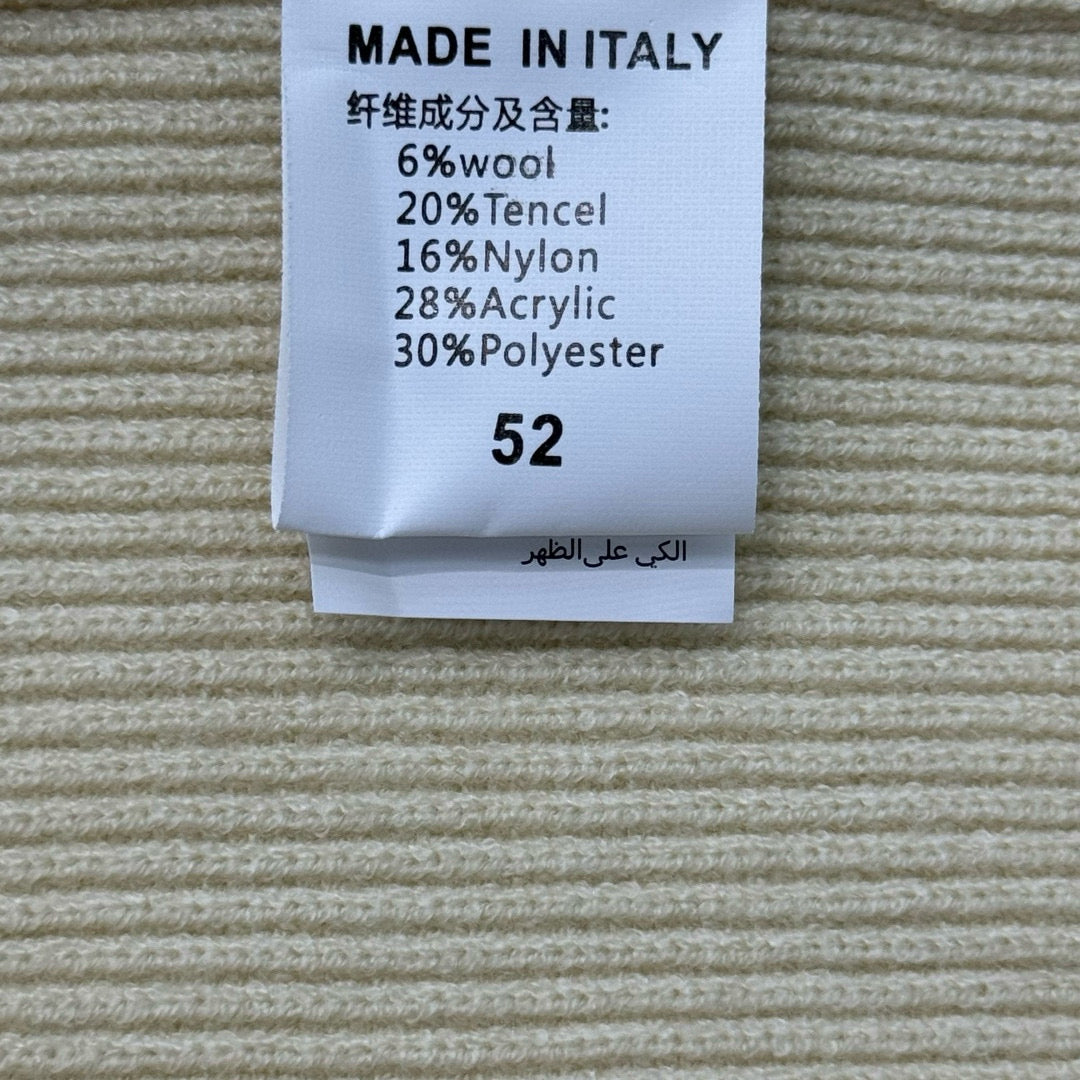 MADE IN ITALY
纤维成分及含量:
6%wool
20%Tencel
16%Nylon
28%Acrylic
30%Polyester
52
الكي على الظهر